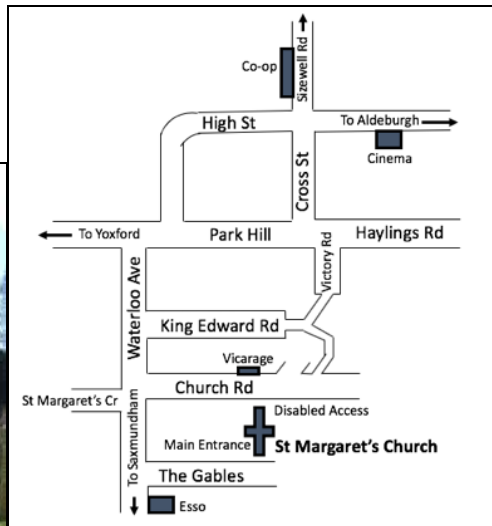 Co-op
Sizewell Rd
High St
To Aldeburgh
Cinema
Cross St
To Yoxford
Park Hill
Haylings Rd
Victory Rd
Waterloo Ave
King Edward Rd
Vicarage
Church Rd
St Margaret's Cr
Disabled Access
Main Entrance
St Margaret's Church
To Saxmundham
The Gables
Esso